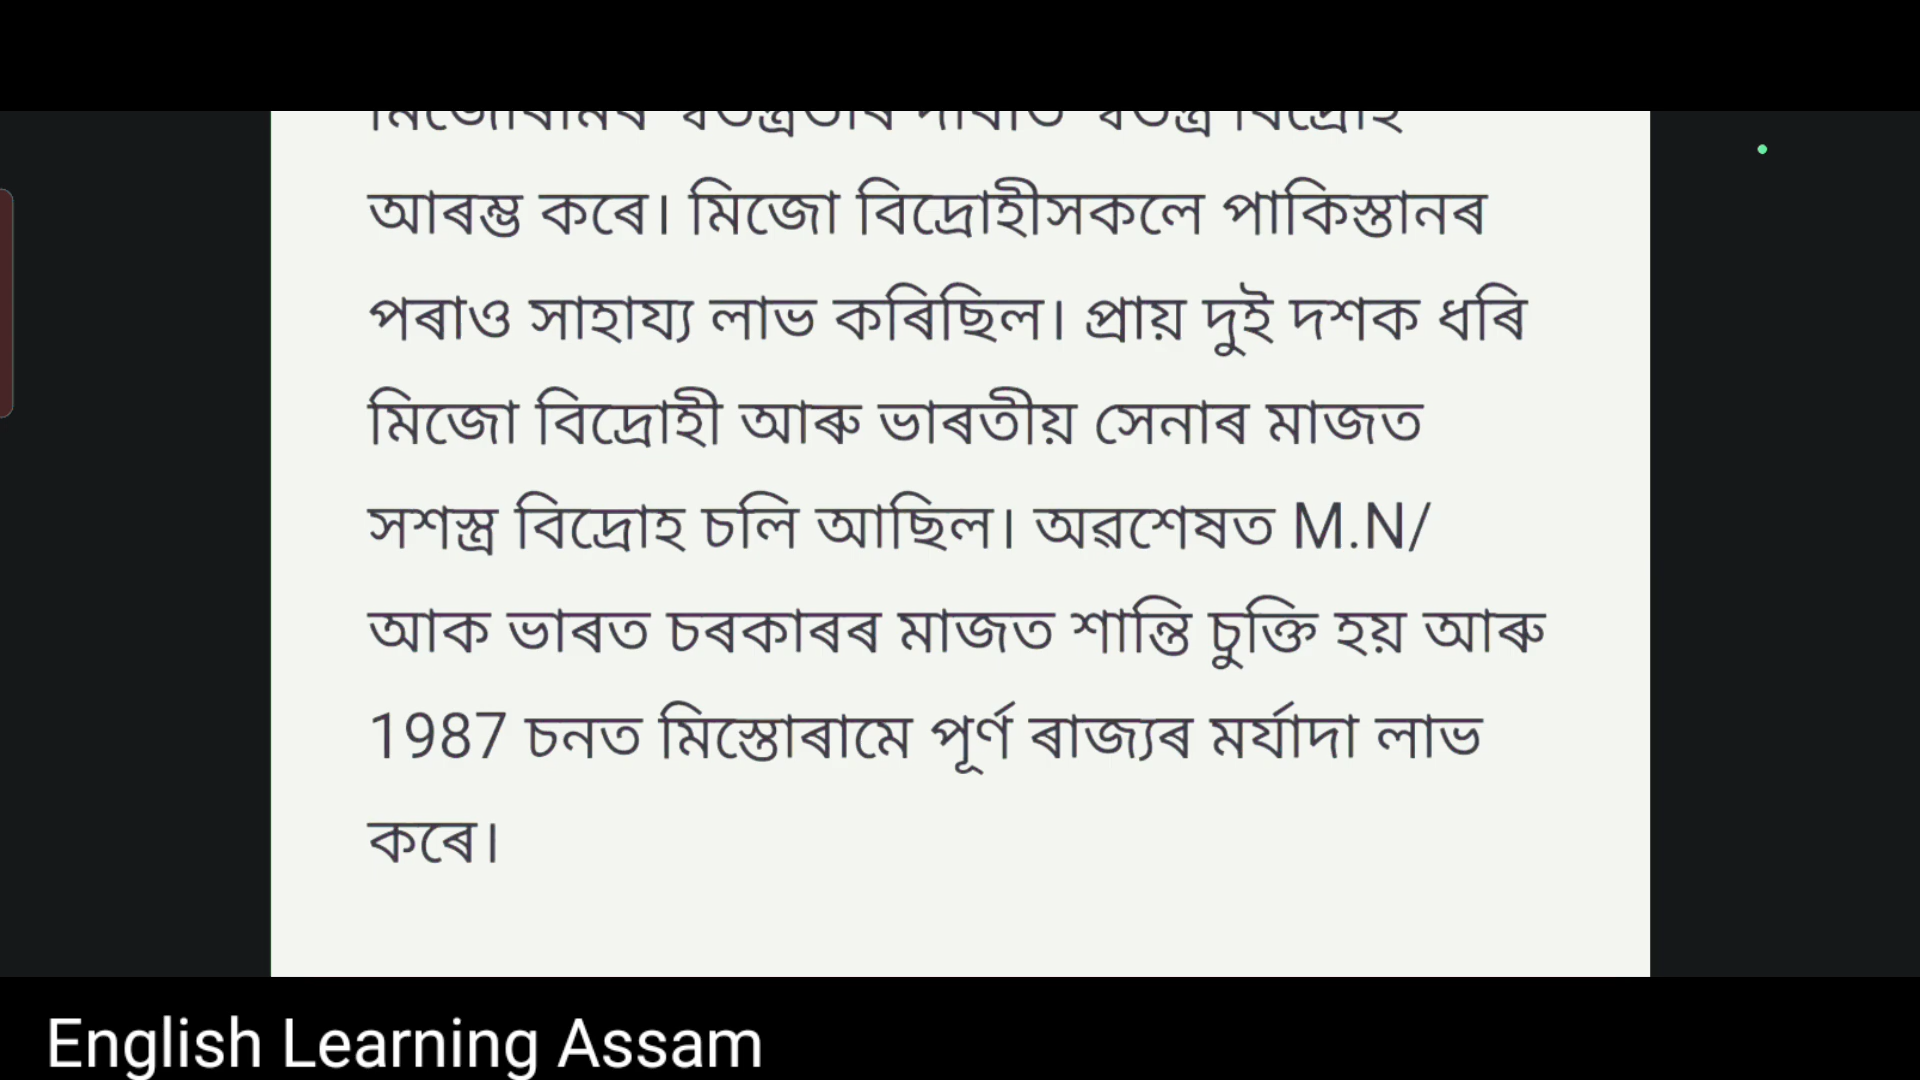 আৰম্ভ কৰে। মিজো বিদ্ৰোহীসকলে পাকিস্তানৰ
পৰাও সাহায্য লাভ কৰিছিল। প্ৰায় দুই দশক ধৰি
মিজো বিদ্ৰোহী আৰু ভাৰতীয় সেনাৰ মাজত
সশস্ত্ৰ বিদ্ৰোহ চলি আছিল। অৱশেষত M.N/
আক ভাৰত চৰকাৰৰ মাজত শান্তি চুক্তি হয় আৰু
1987 চনত মিস্তোৰামে পূৰ্ণ ৰাজ্যৰ মৰ্যাদা লাভ
কৰে।
English Learning Assam